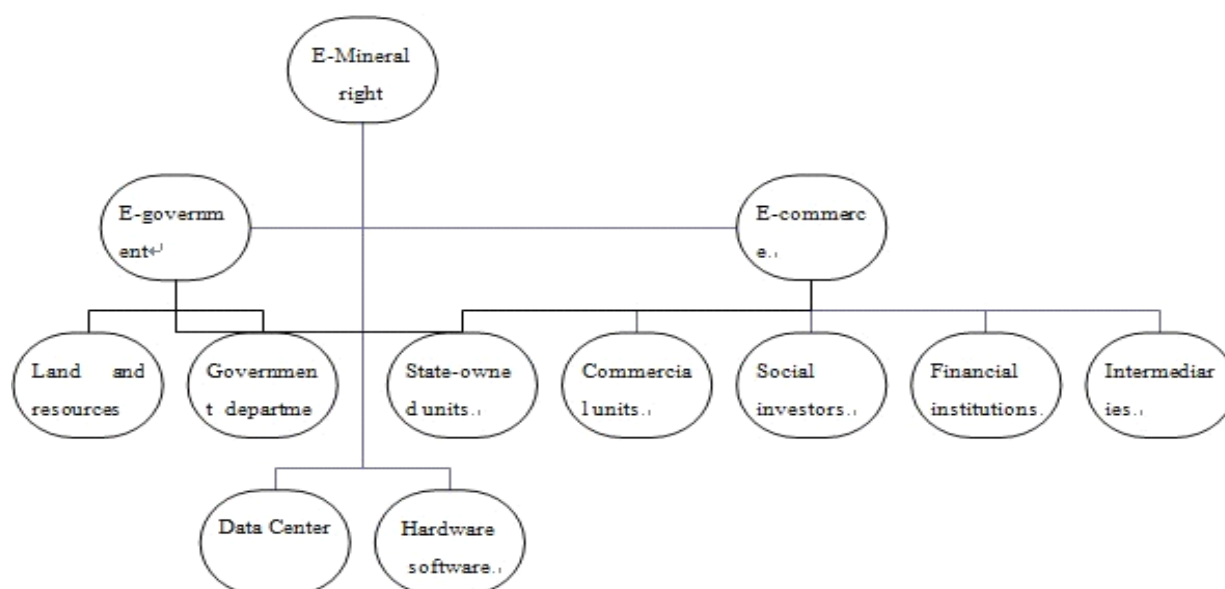 E-Mineral
right
E-governm
ent↵
E-commerc
e.
Land and
resources
Governmen
t departme
State-owne
d units.
Commercia
l units.
Social
investors.
Financial
institutions.
Intermediar
ies.
Data Center
Hardware
software.